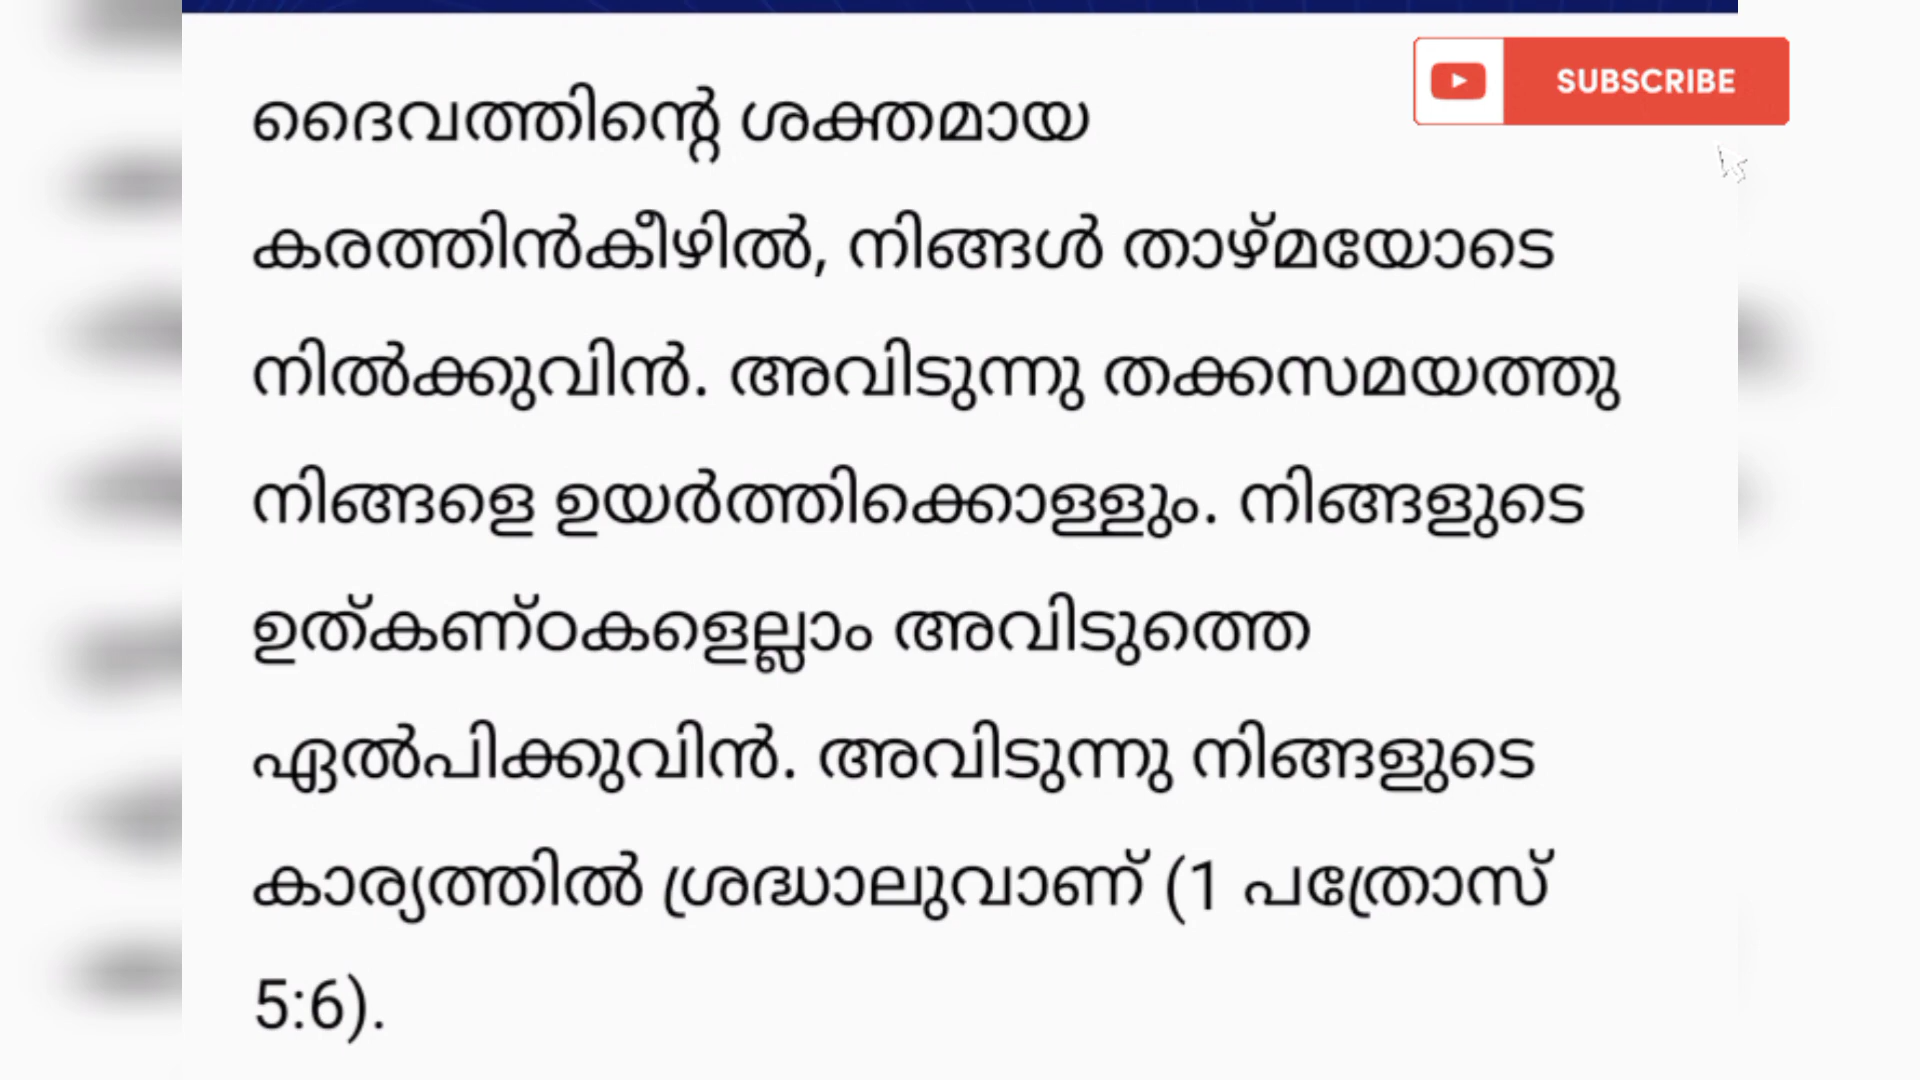 SUBSCRIBE
ദൈവത്തിന്റെ ശക്തമായ
കരത്തിൻകീഴിൽ, നിങ്ങൾ താഴ്മയോടെ
നിൽക്കുവിൻ. അവിടുന്നു തക്കസമയത്തു
നിങ്ങളെ ഉയർത്തിക്കൊള്ളും. നിങ്ങളുടെ
ഉത്കണ്ഠകളെല്ലാം അവിടുത്തെ
ഏൽപിക്കുവിൻ. അവിടുന്നു നിങ്ങളുടെ
കാര്യത്തിൽ ശ്രദ്ധാലുവാണ് (1 പത്രോസ്
5:6).